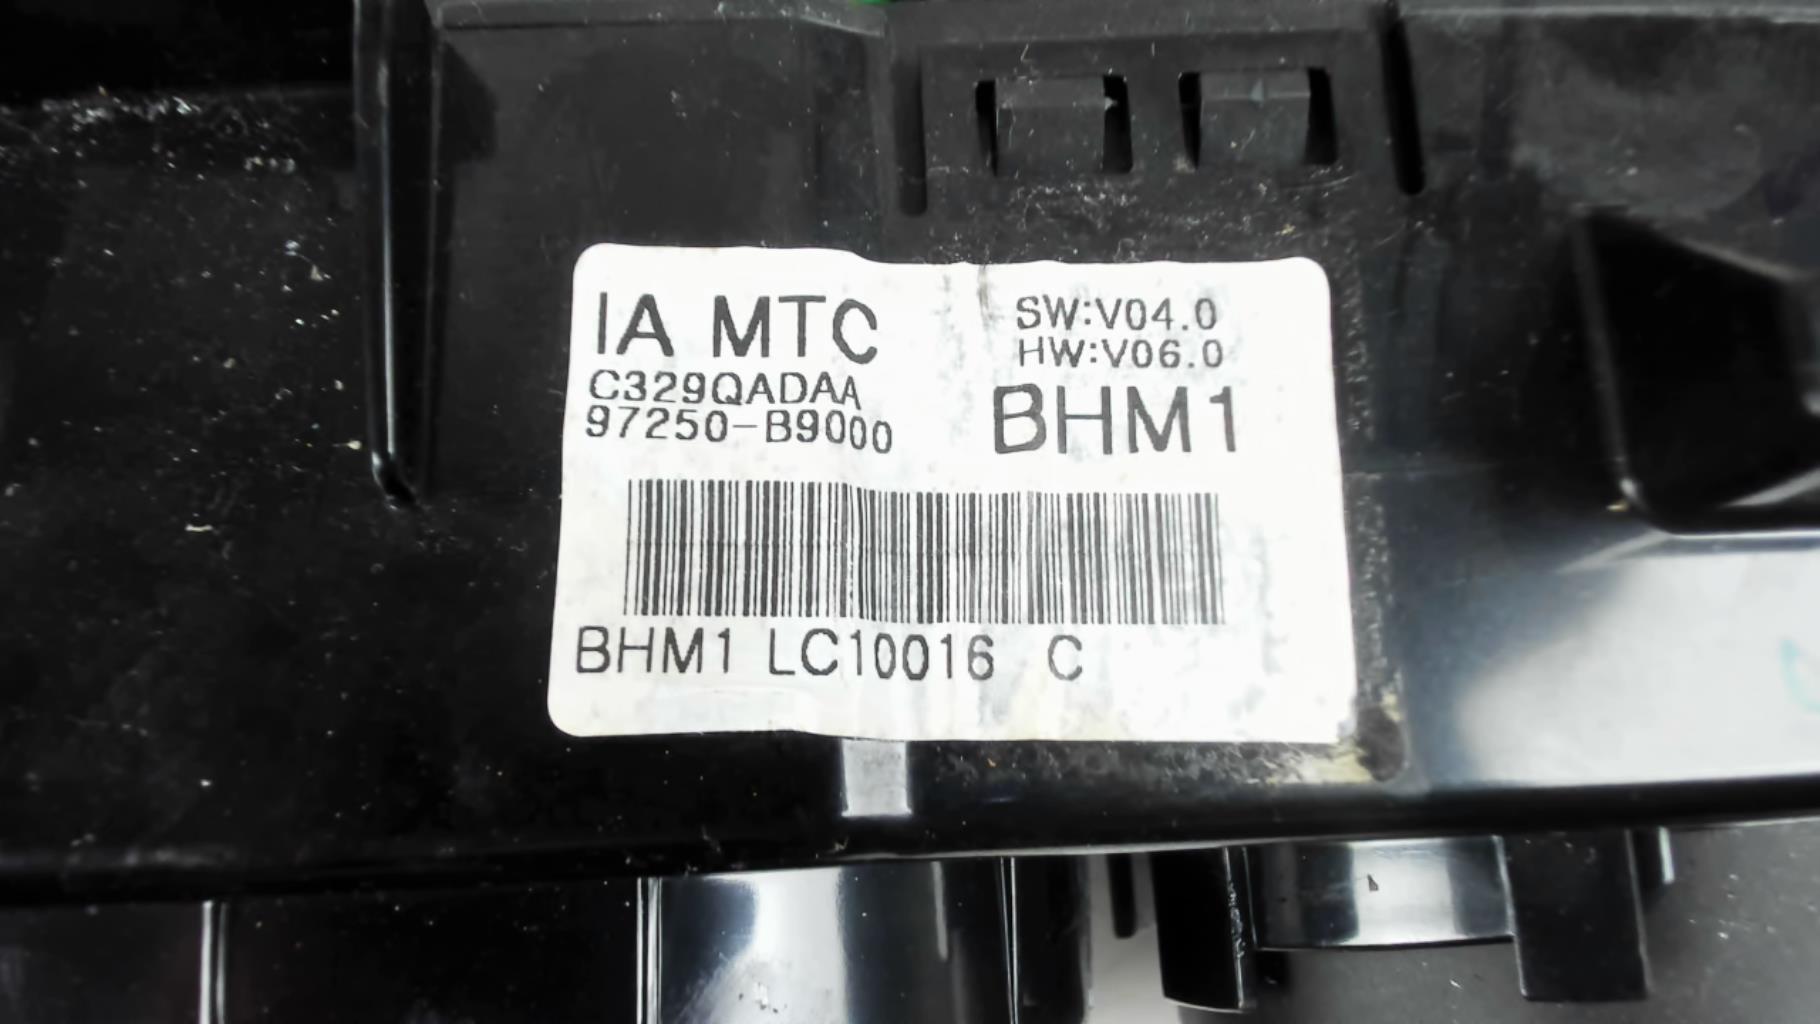 IA MTC
C329QADAA
97250-B9000
SW:V04.0
HW:V06.0
BHM1
BHM1 LC10016 C